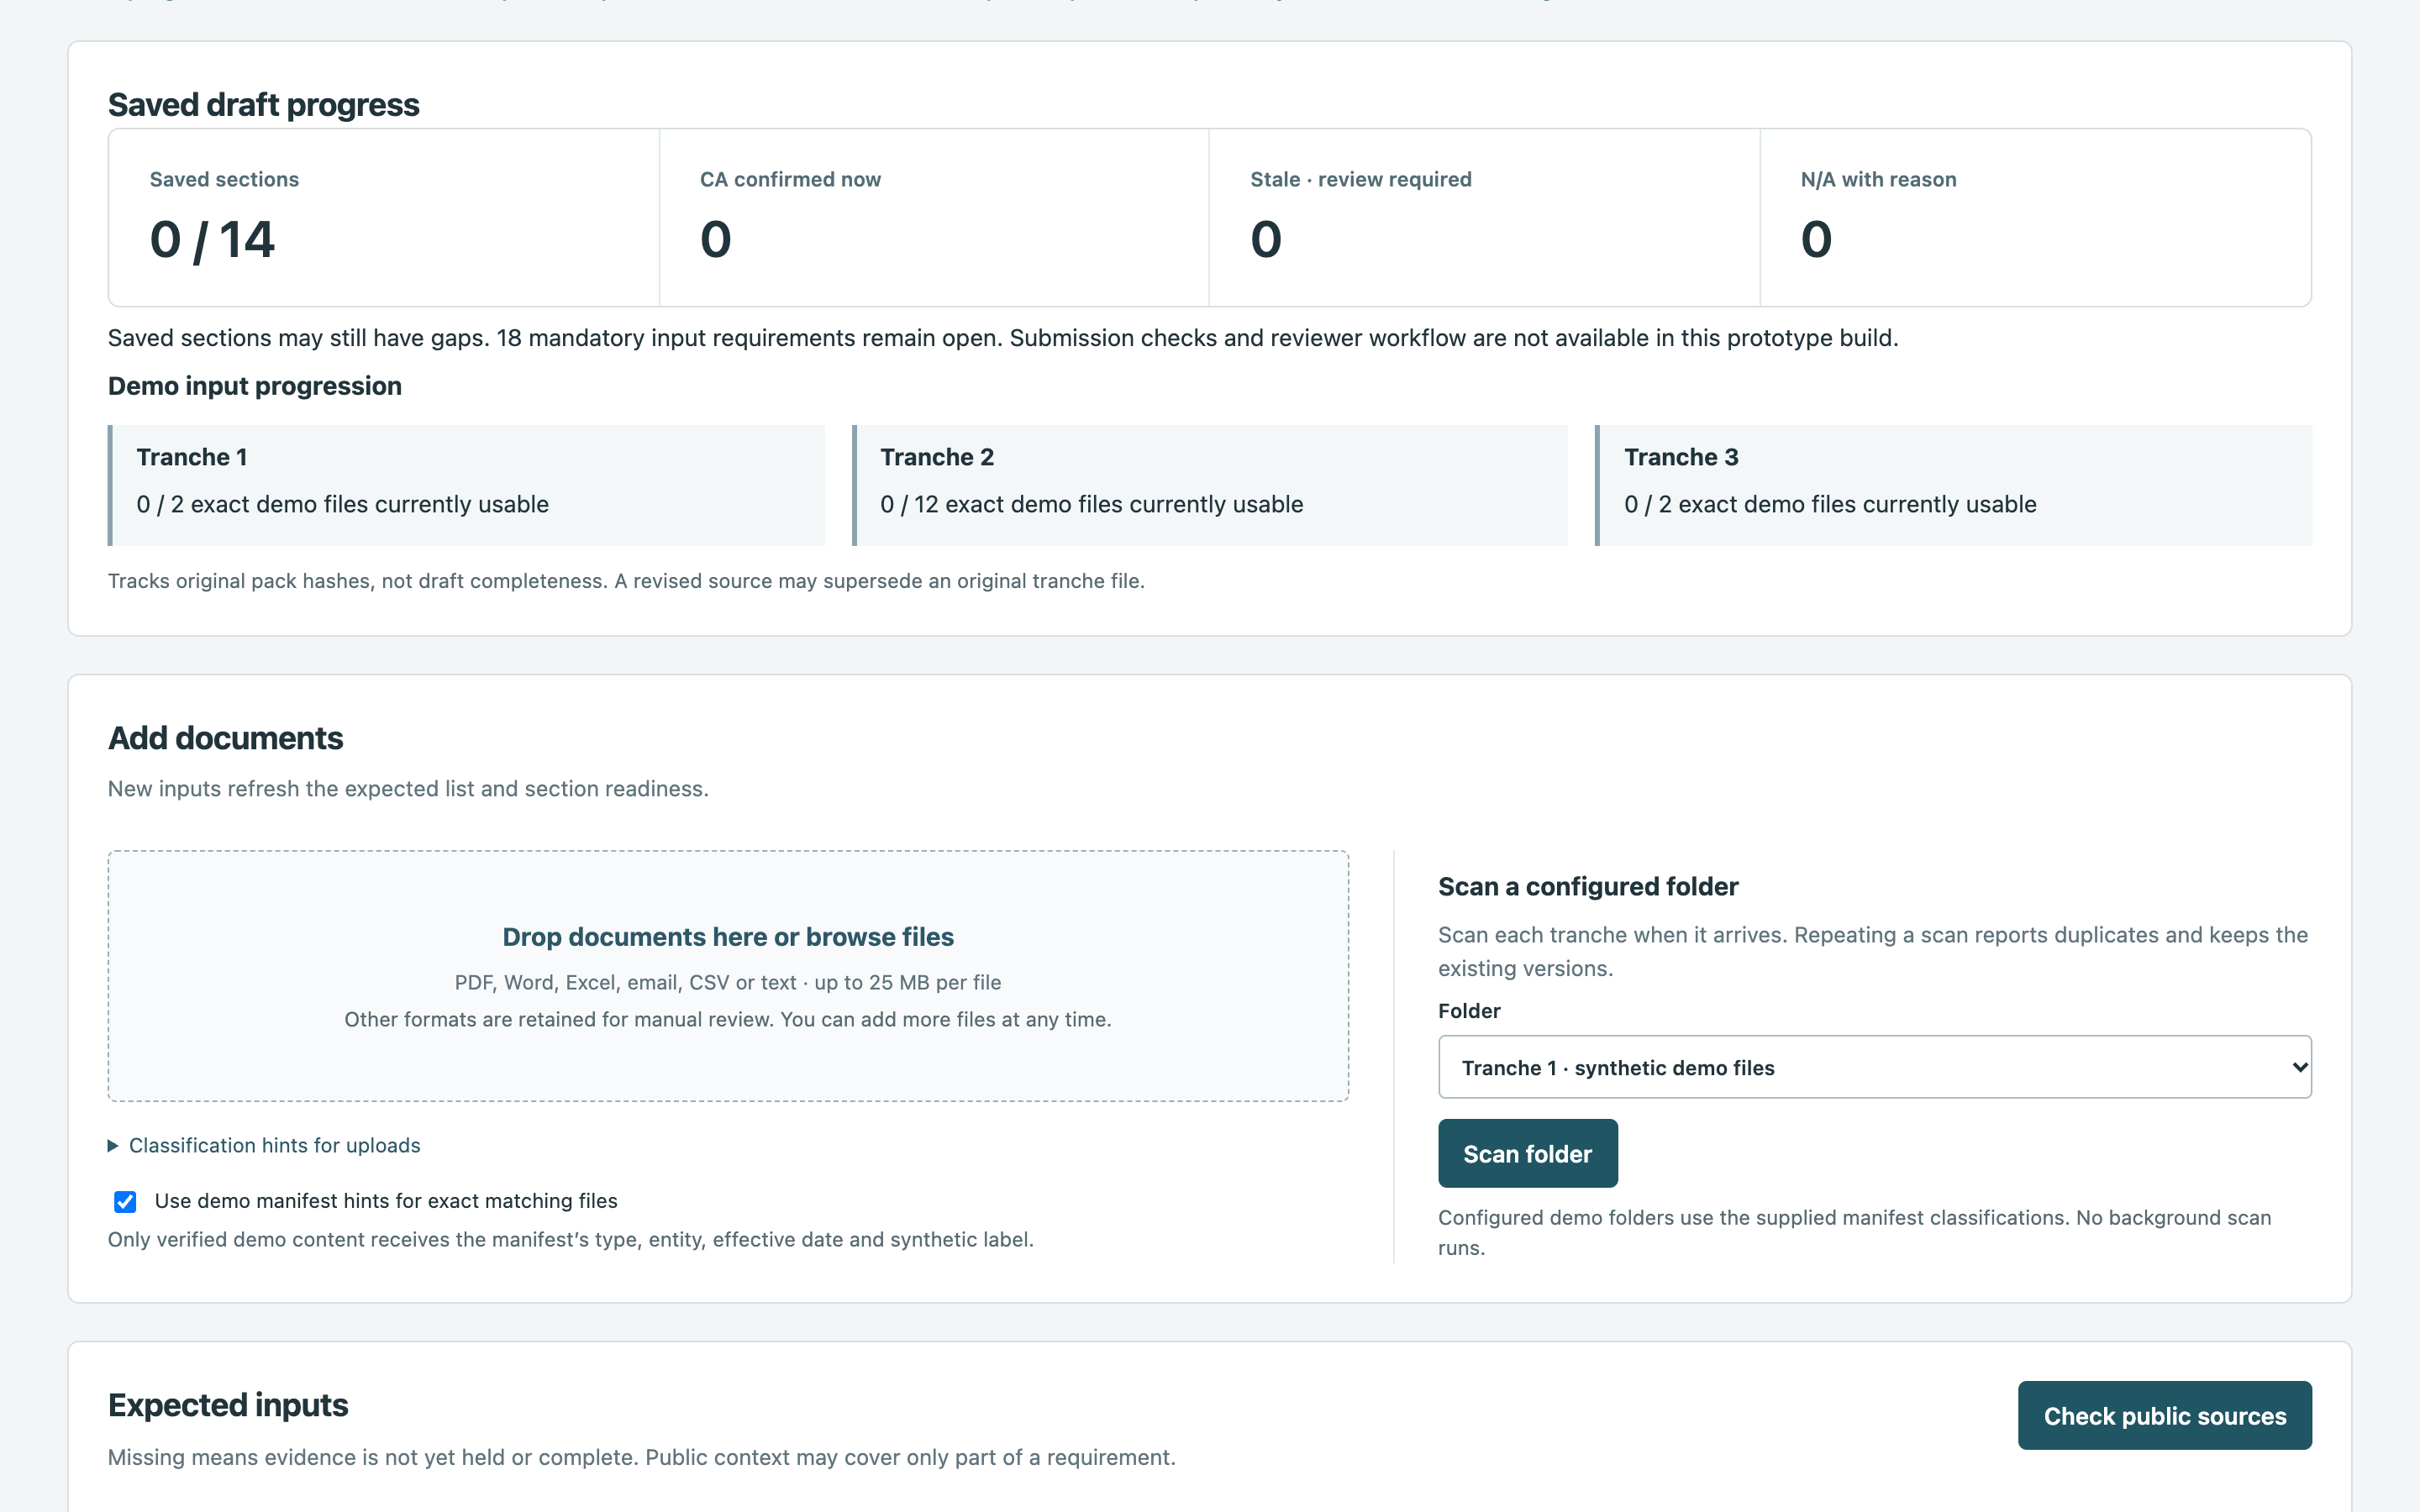 Saved draft progress
Saved sections
0 / 14
CA confirmed now
0
Stale · review required
0
N/A with reason
0
Saved sections may still have gaps. 18 mandatory input requirements remain open. Submission checks and reviewer workflow are not available in this prototype build.
Demo input progression
Tranche 1
0 / 2 exact demo files currently usable
Tranche 2
0 / 12 exact demo files currently usable
Tranche 3
0 / 2 exact demo files currently usable
Tracks original pack hashes, not draft completeness. A revised source may supersede an original tranche file.
Add documents
New inputs refresh the expected list and section readiness.
Drop documents here or browse files
PDF, Word, Excel, email, CSV or text · up to 25 MB per file
Other formats are retained for manual review. You can add more files at any time.
Classification hints for uploads
Use demo manifest hints for exact matching files
Only verified demo content receives the manifest’s type, entity, effective date and synthetic label.
Scan a configured folder
Scan each tranche when it arrives. Repeating a scan reports duplicates and keeps the
existing versions.
Folder
Tranche 1 · synthetic demo files
Scan folder
Configured demo folders use the supplied manifest classifications. No background scan
runs.
Expected inputs
Check public sources
Missing means evidence is not yet held or complete. Public context may cover only part of a requirement.